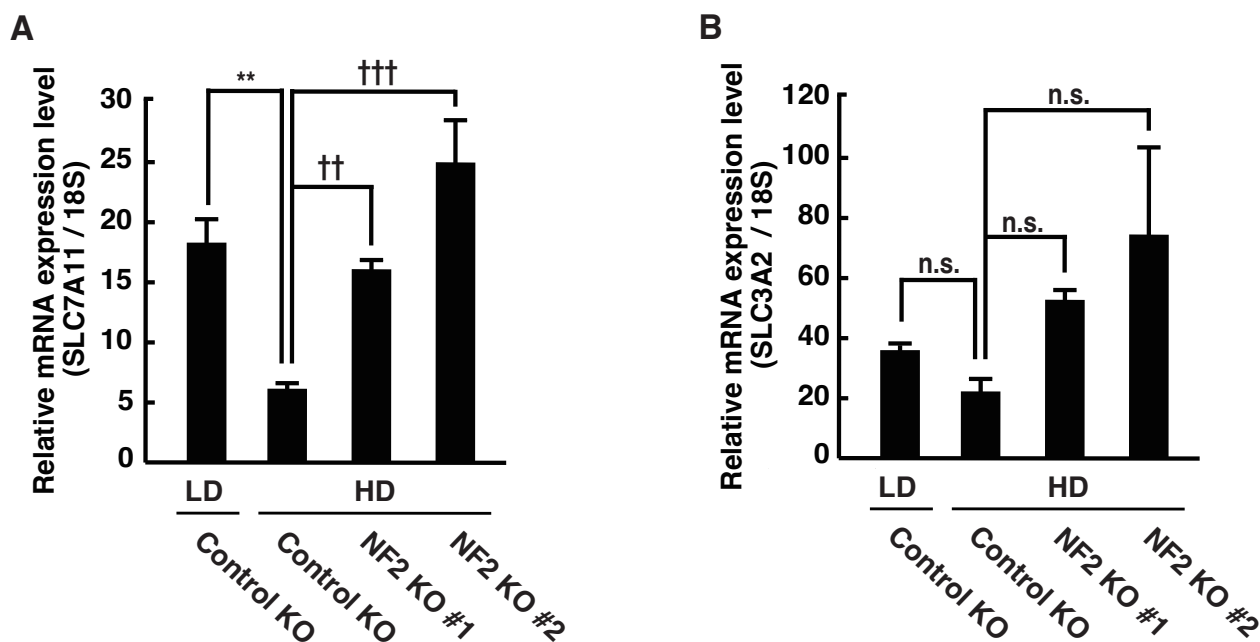 A
Relative mRNA expression level
(SLC7A11 / 18S)
30
25
20
15
10
5
0
**
†††
††
LD
HD
Control KO
Control KO
NF2 KO #1
NF2 KO #2
B
Relative mRNA expression level
(SLC3A2 / 18S)
120
100
80
60
40
20
0
n.s.
n.s.
n.s.
LD
HD
Control KO
Control KO
NF2 KO #1
NF2 KO #2